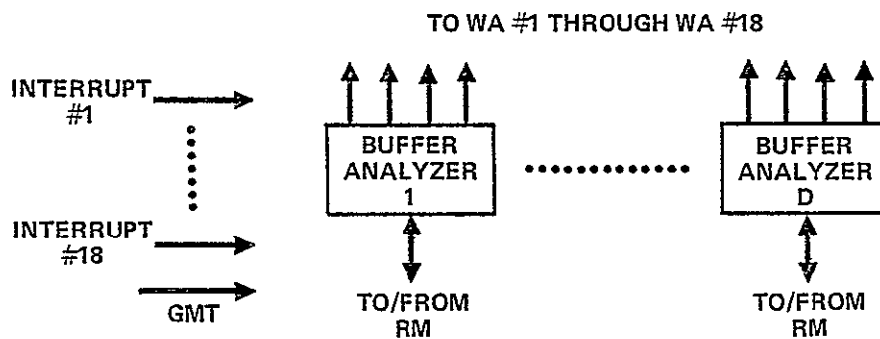 TO WA #1 THROUGH WA #18
INTERRUPT
#1
INTERRUPT
#18
GMT
BUFFER
ANALYZER
1
TO/FROM
RM
BUFFER
ANALYZER
D
TO/FROM
RM